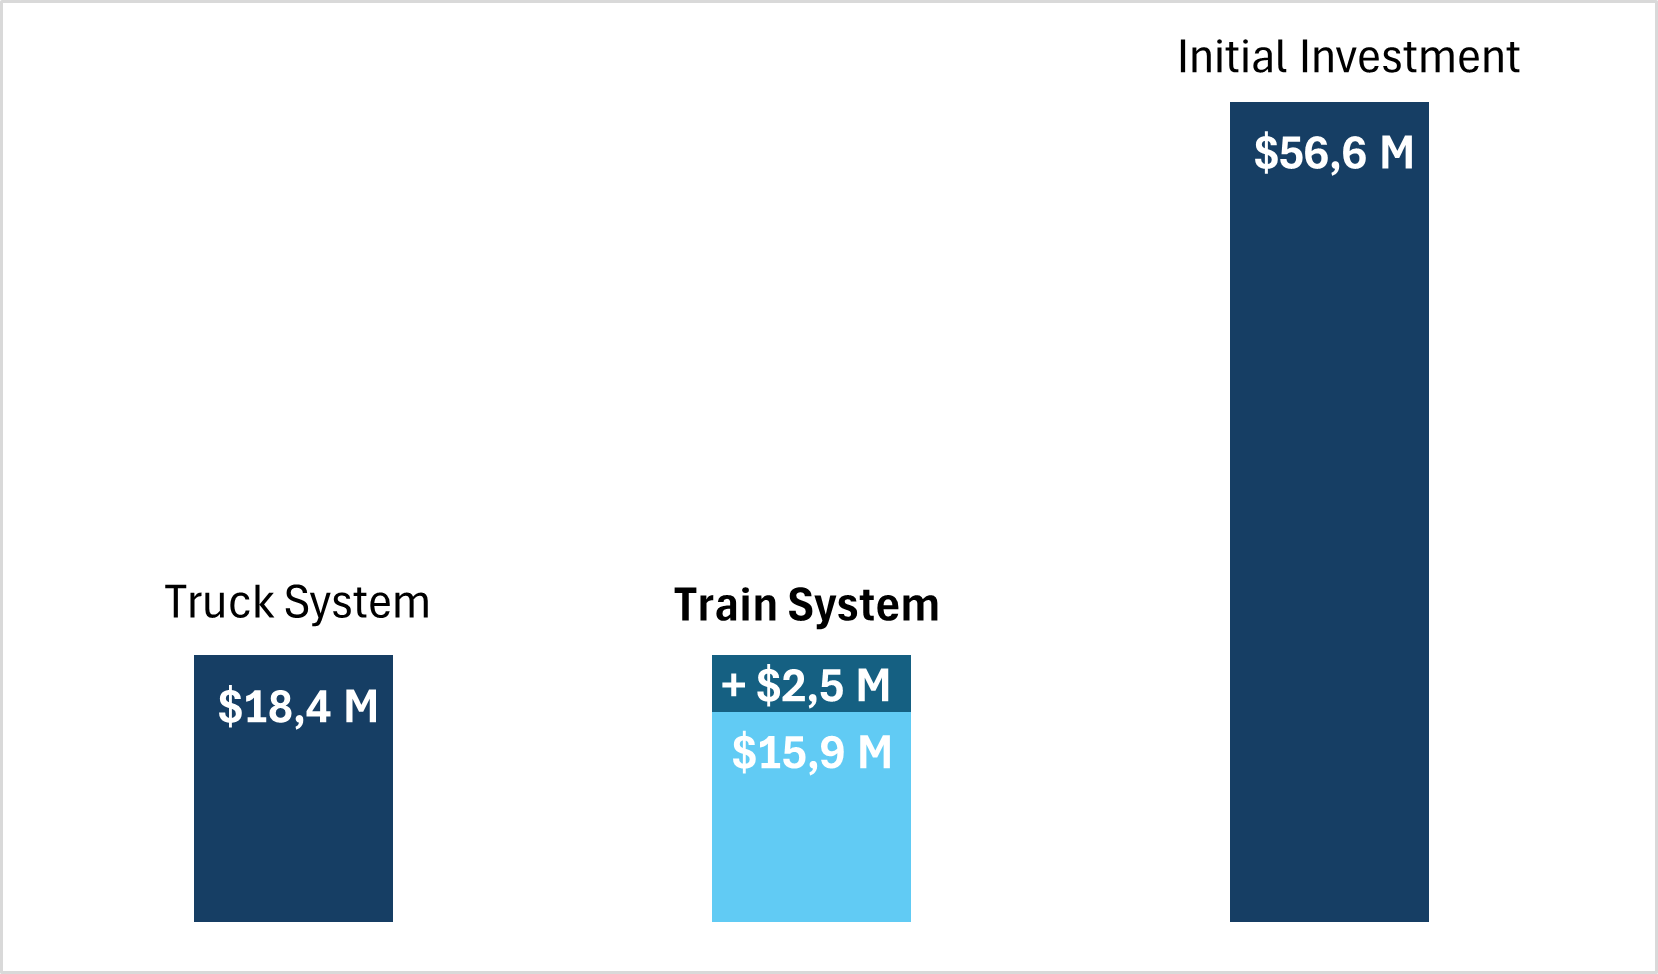 Initial Investment
$56,6 M
Truck System
$18,4 M
Train System
+ $2,5 M
$15,9 M